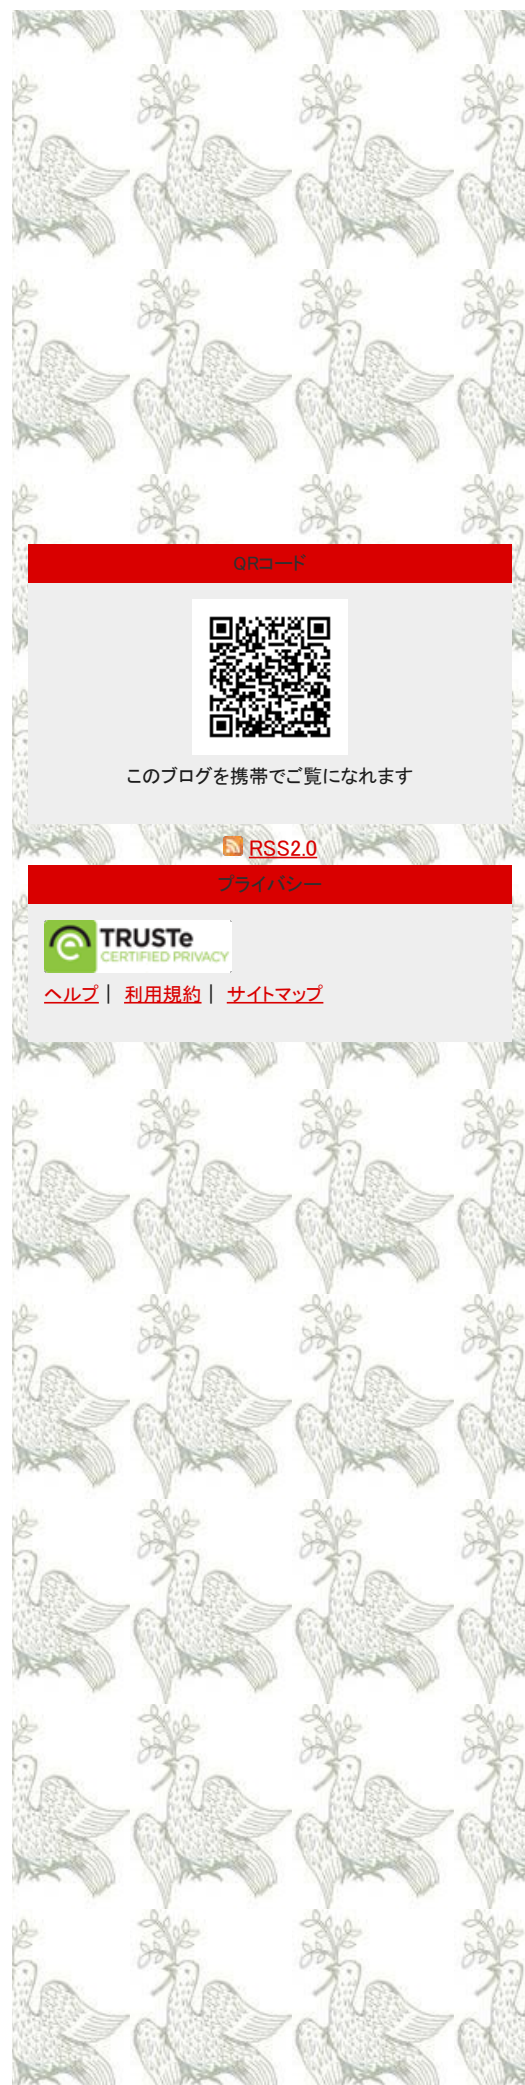 QRコード
このブログを携帯でご覧になれます
RSS2.0
プライバシー
TRUSTe
CERTIFIED PRIVACY
ヘルプ | 利用規約 | サイトマップ